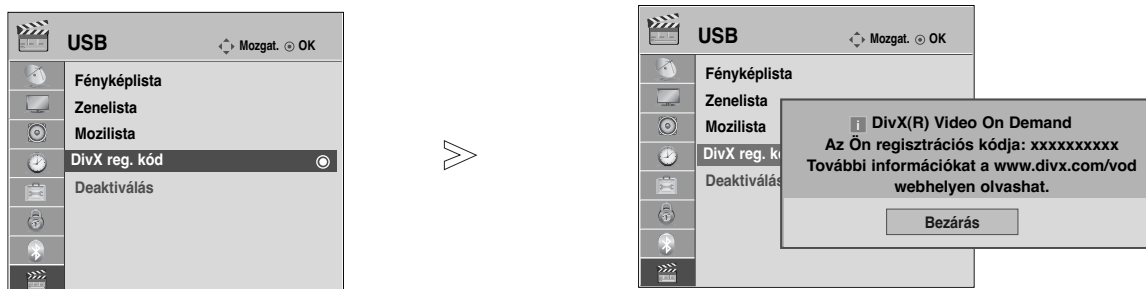 USB
Mozgat. OK
Fényképlista
Zenelista
Mozilista
DivX reg. kód
Deaktiválás
USB
Mozgat. OK
Fényképlista
Zenelista
Mozilista
DivX reg. k
Deaktiválás
i DivX(R) Video On Demand
Az Ön regisztrációs kódja: xxxxxxxxxx
További információkat a www.divx.com/vod
webhelyen olvashat.
Bezárás